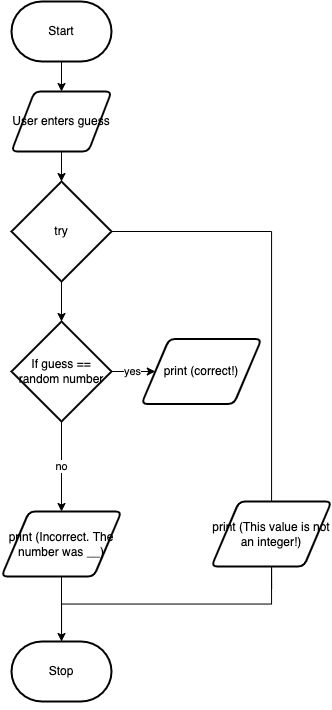 Start
User enters guess
try
If guess ==
random number
yes
print (correct!)
no
print (Incorrect. The
number was __)
print (This value is not
an integer!)
Stop